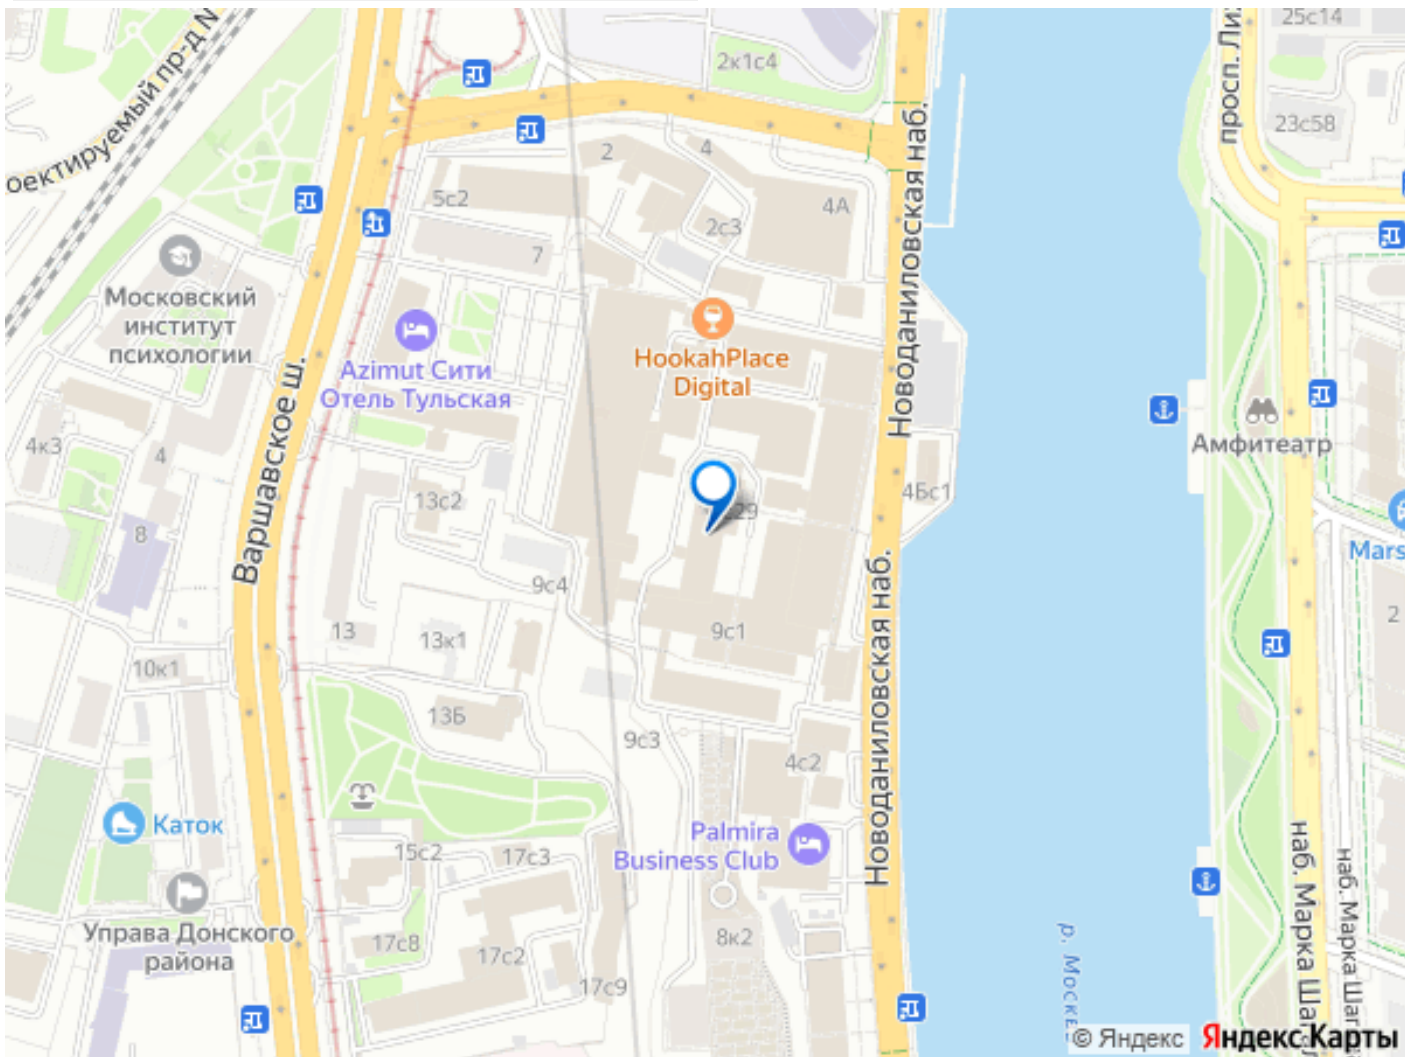 25с14
просп. Ли
2к1с4
оектируемый пр-д N
23с58
2
4
5с2
4А
2с3
7
Новоданиловская наб.
Московский
институт
психологии
HookahPlace
Digital
Azimut Сити
Отель Тульская
Варшавское ш.
4к3
4
Амфитеатр
13с2
4Бс1
29
8
Mars
9с4
2
13
13к1
9с1
10к1
Новоданиловская наб.
13Б
9с3
4с2
Каток
Palmira
Business Club
15с2
17с3
наб. Марка Ша
наб. Марка Шаг
Управа Донского
района
17с8
17с2
8к2
р. Моск
17с9
© Яндекс Яндекс Карты